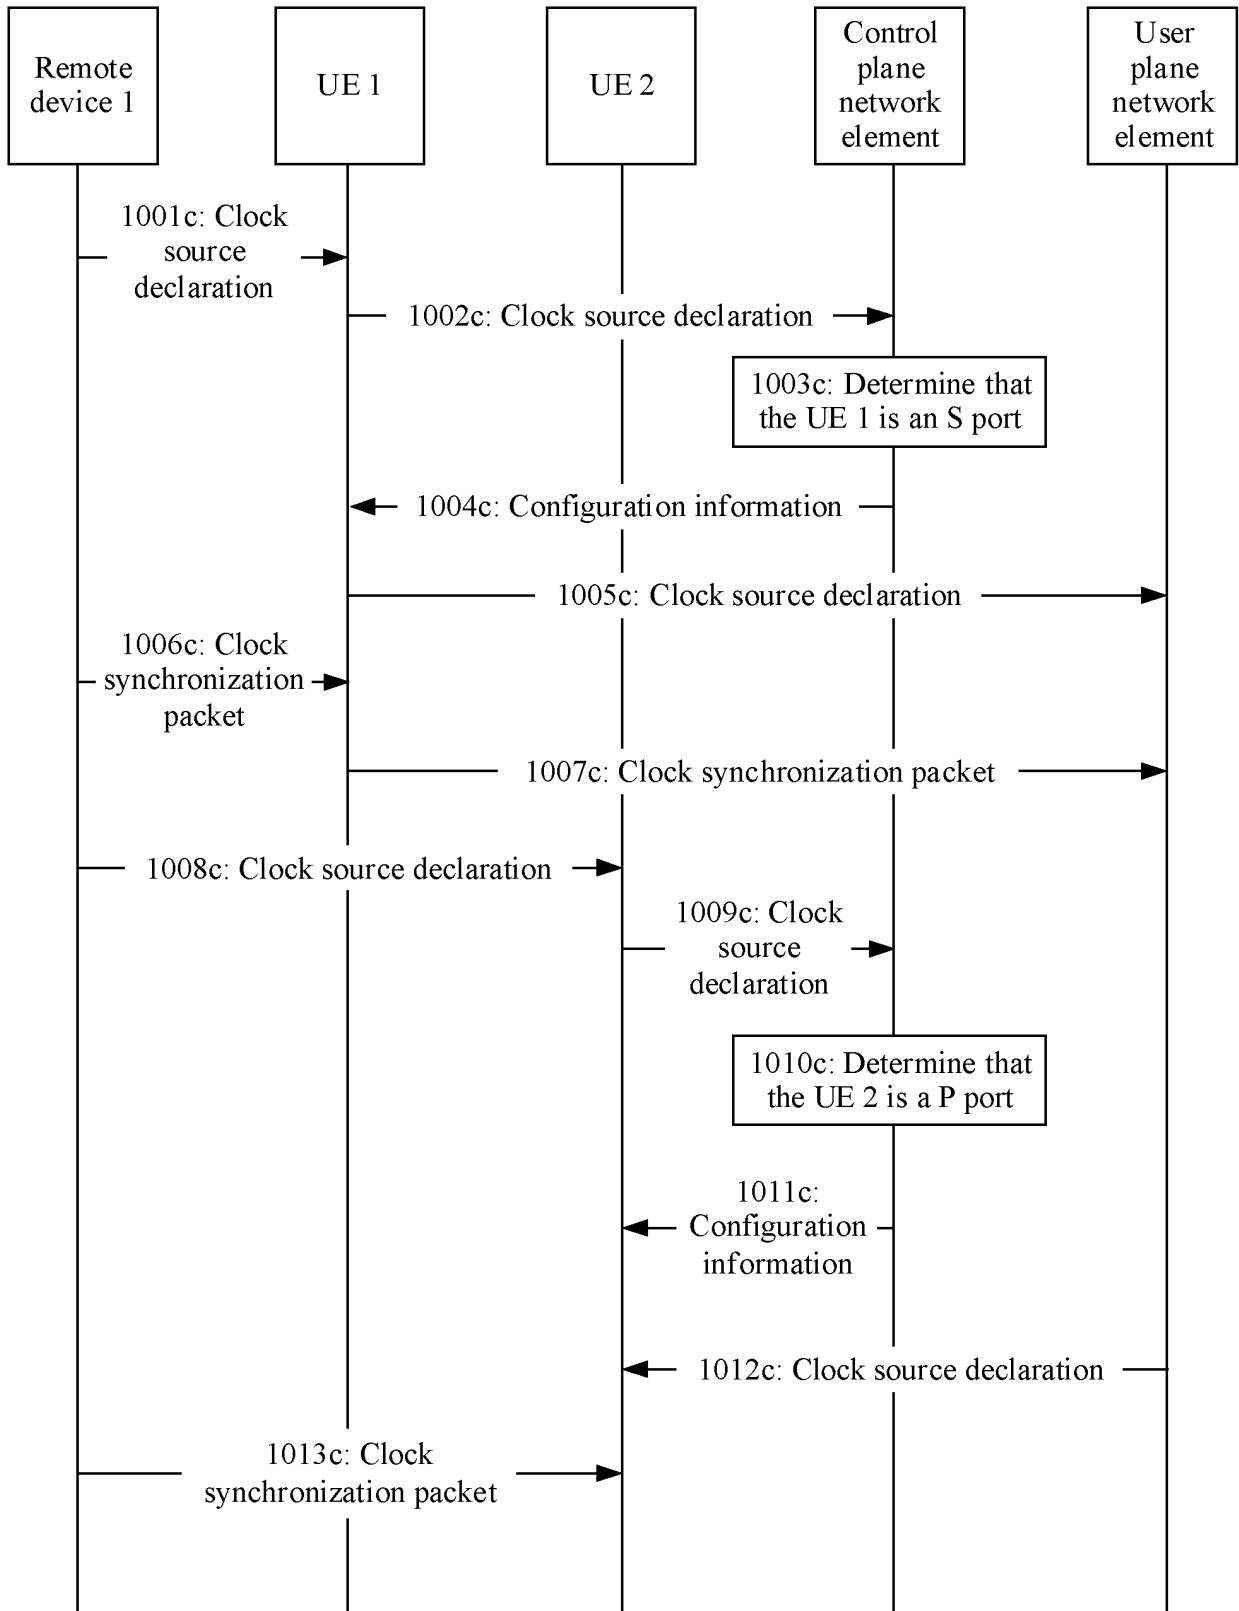 Remote
device 1
UE 1
UE 2
Control
plane
network
element
User
plane
network
element
1001c: Clock
source
declaration
1002c: Clock source declaration
1003c: Determine that
the UE 1 is an S port
1004c: Configuration information
1005c: Clock source declaration
1006c: Clock
synchronization
packet
1007c: Clock synchronization packet
1008c: Clock source declaration
1009c: Clock
source
declaration
1010c: Determine that
the UE 2 is a P port
1011c:
Configuration
information
1012c: Clock source declaration
1013c: Clock
synchronization packet